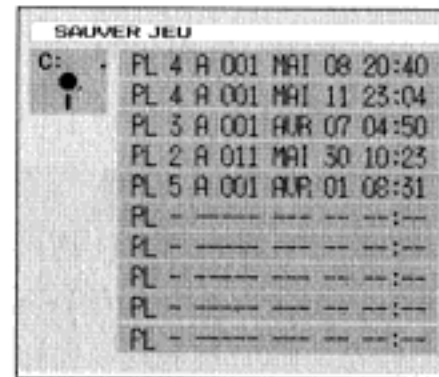 SAUVER JEU
C:
PL 4 A 001 MAI 08 20:40
PL 4 A 001 MAI 11 23:04
PL 3 A 001 AVR 07 04:50
PL 2 A 011 MAI 30 10:23
PL 5 A 001 AVR 01 08:31
PL - ----- --- -- --:--
PL - ----- --- -- --:--
PL - ----- --- -- --:--
PL - ----- --- -- --:--
PL - ----- --- -- --:--